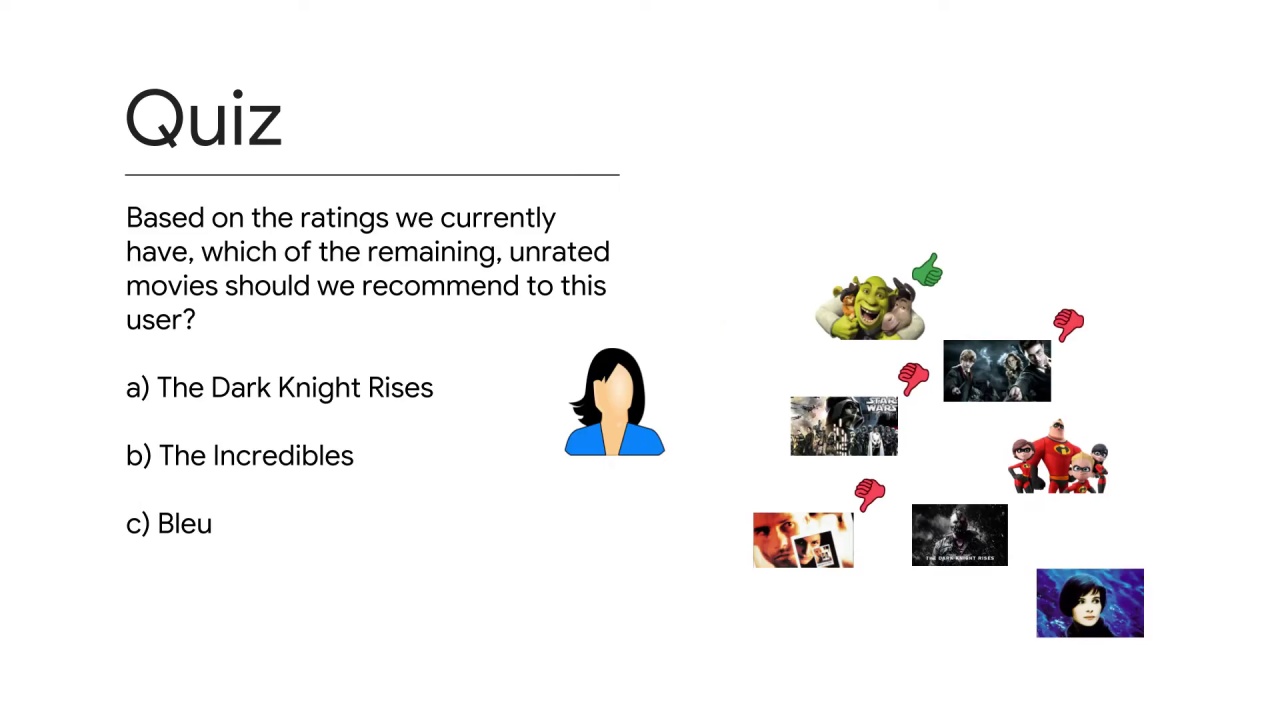 Quiz
Based on the ratings we currently
have, which of the remaining, unrated
movies should we recommend to this
user?
a) The Dark Knight Rises
b) The Incredibles
c) Bleu
STAR
WARS
THE DARK KNIGHT RISES